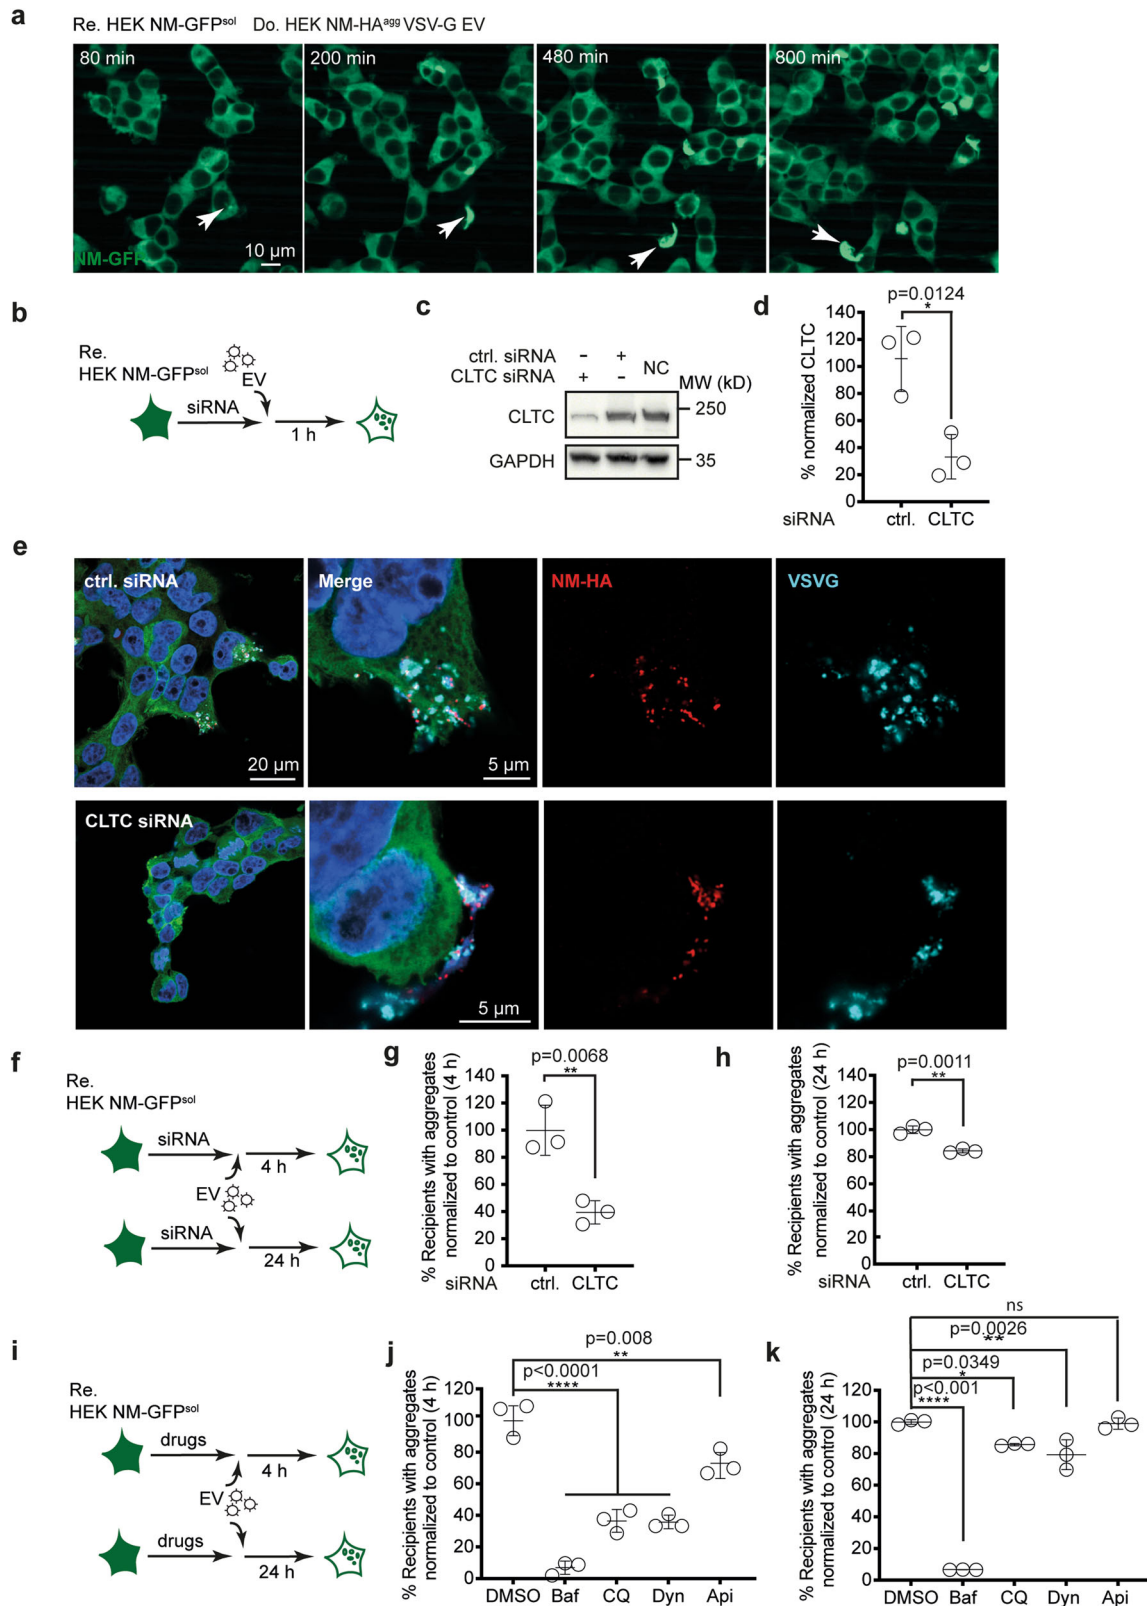 a
Re. HEK NM-GFPsol Do. HEK NM-HAagg VSV-G EV
80 min
200 min
480 min
800 min
NM-GFP
10 µm
b
Re.
HEK NM-GFPsol
EV
siRNA
1 h
c
ctrl. siRNA - + NC
CLTC siRNA + -
MW (kD)
CLTC
250
GAPDH
35
d
p=0.0124
*
% normalized CLTC
140
120
100
80
60
40
20
0
siRNA ctrl. CLTC
e
ctrl. siRNA
Merge
NM-HA
VSVG
20 µm
5 µm
CLTC siRNA
5 µm
f
Re.
HEK NM-GFPsol
siRNA
4 h
EV
siRNA
24 h
g
p=0.0068
**
% Recipients with aggregates
normalized to control (4 h)
140
120
100
80
60
40
20
0
siRNA ctrl. CLTC
h
p=0.0011
**
% Recipients with aggregates
normalized to control (24 h)
140
120
100
80
60
40
20
0
siRNA ctrl. CLTC
i
Re.
HEK NM-GFPsol
drugs
4 h
EV
drugs
24 h
j
p=0.008
**
p<0.0001
****
% Recipients with aggregates
normalized to control (4 h)
120
100
80
60
40
20
0
DMSO Baf CQ Dyn Api
k
ns
p=0.0026
**
p=0.0349
*
p<0.001
****
% Recipients with aggregates
normalized to control (24 h)
120
100
80
60
40
20
0
DMSO Baf CQ Dyn Api